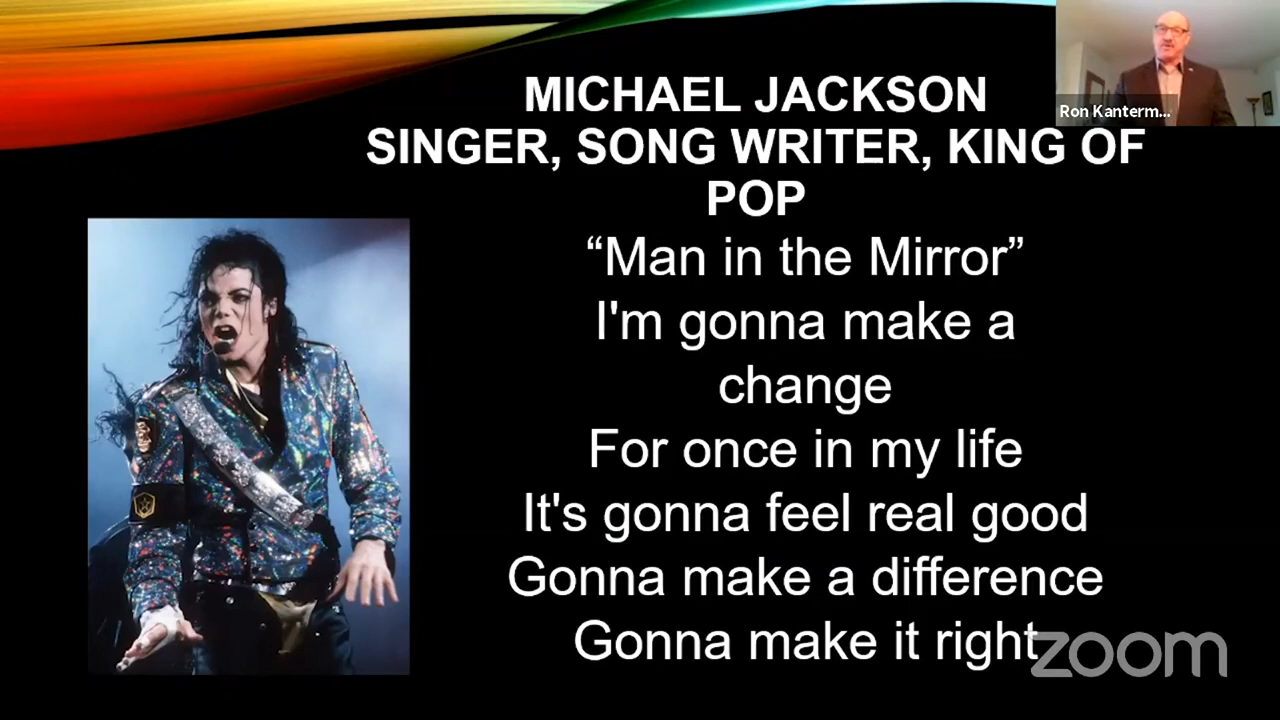 MICHAEL JACKSON
SINGER, SONG WRITER, KING OF
POP
Ron Kanterm...
“Man in the Mirror”
I'm gonna make a
change
For once in my life
It's gonna feel real good
Gonna make a difference
Gonna make it right
zoom